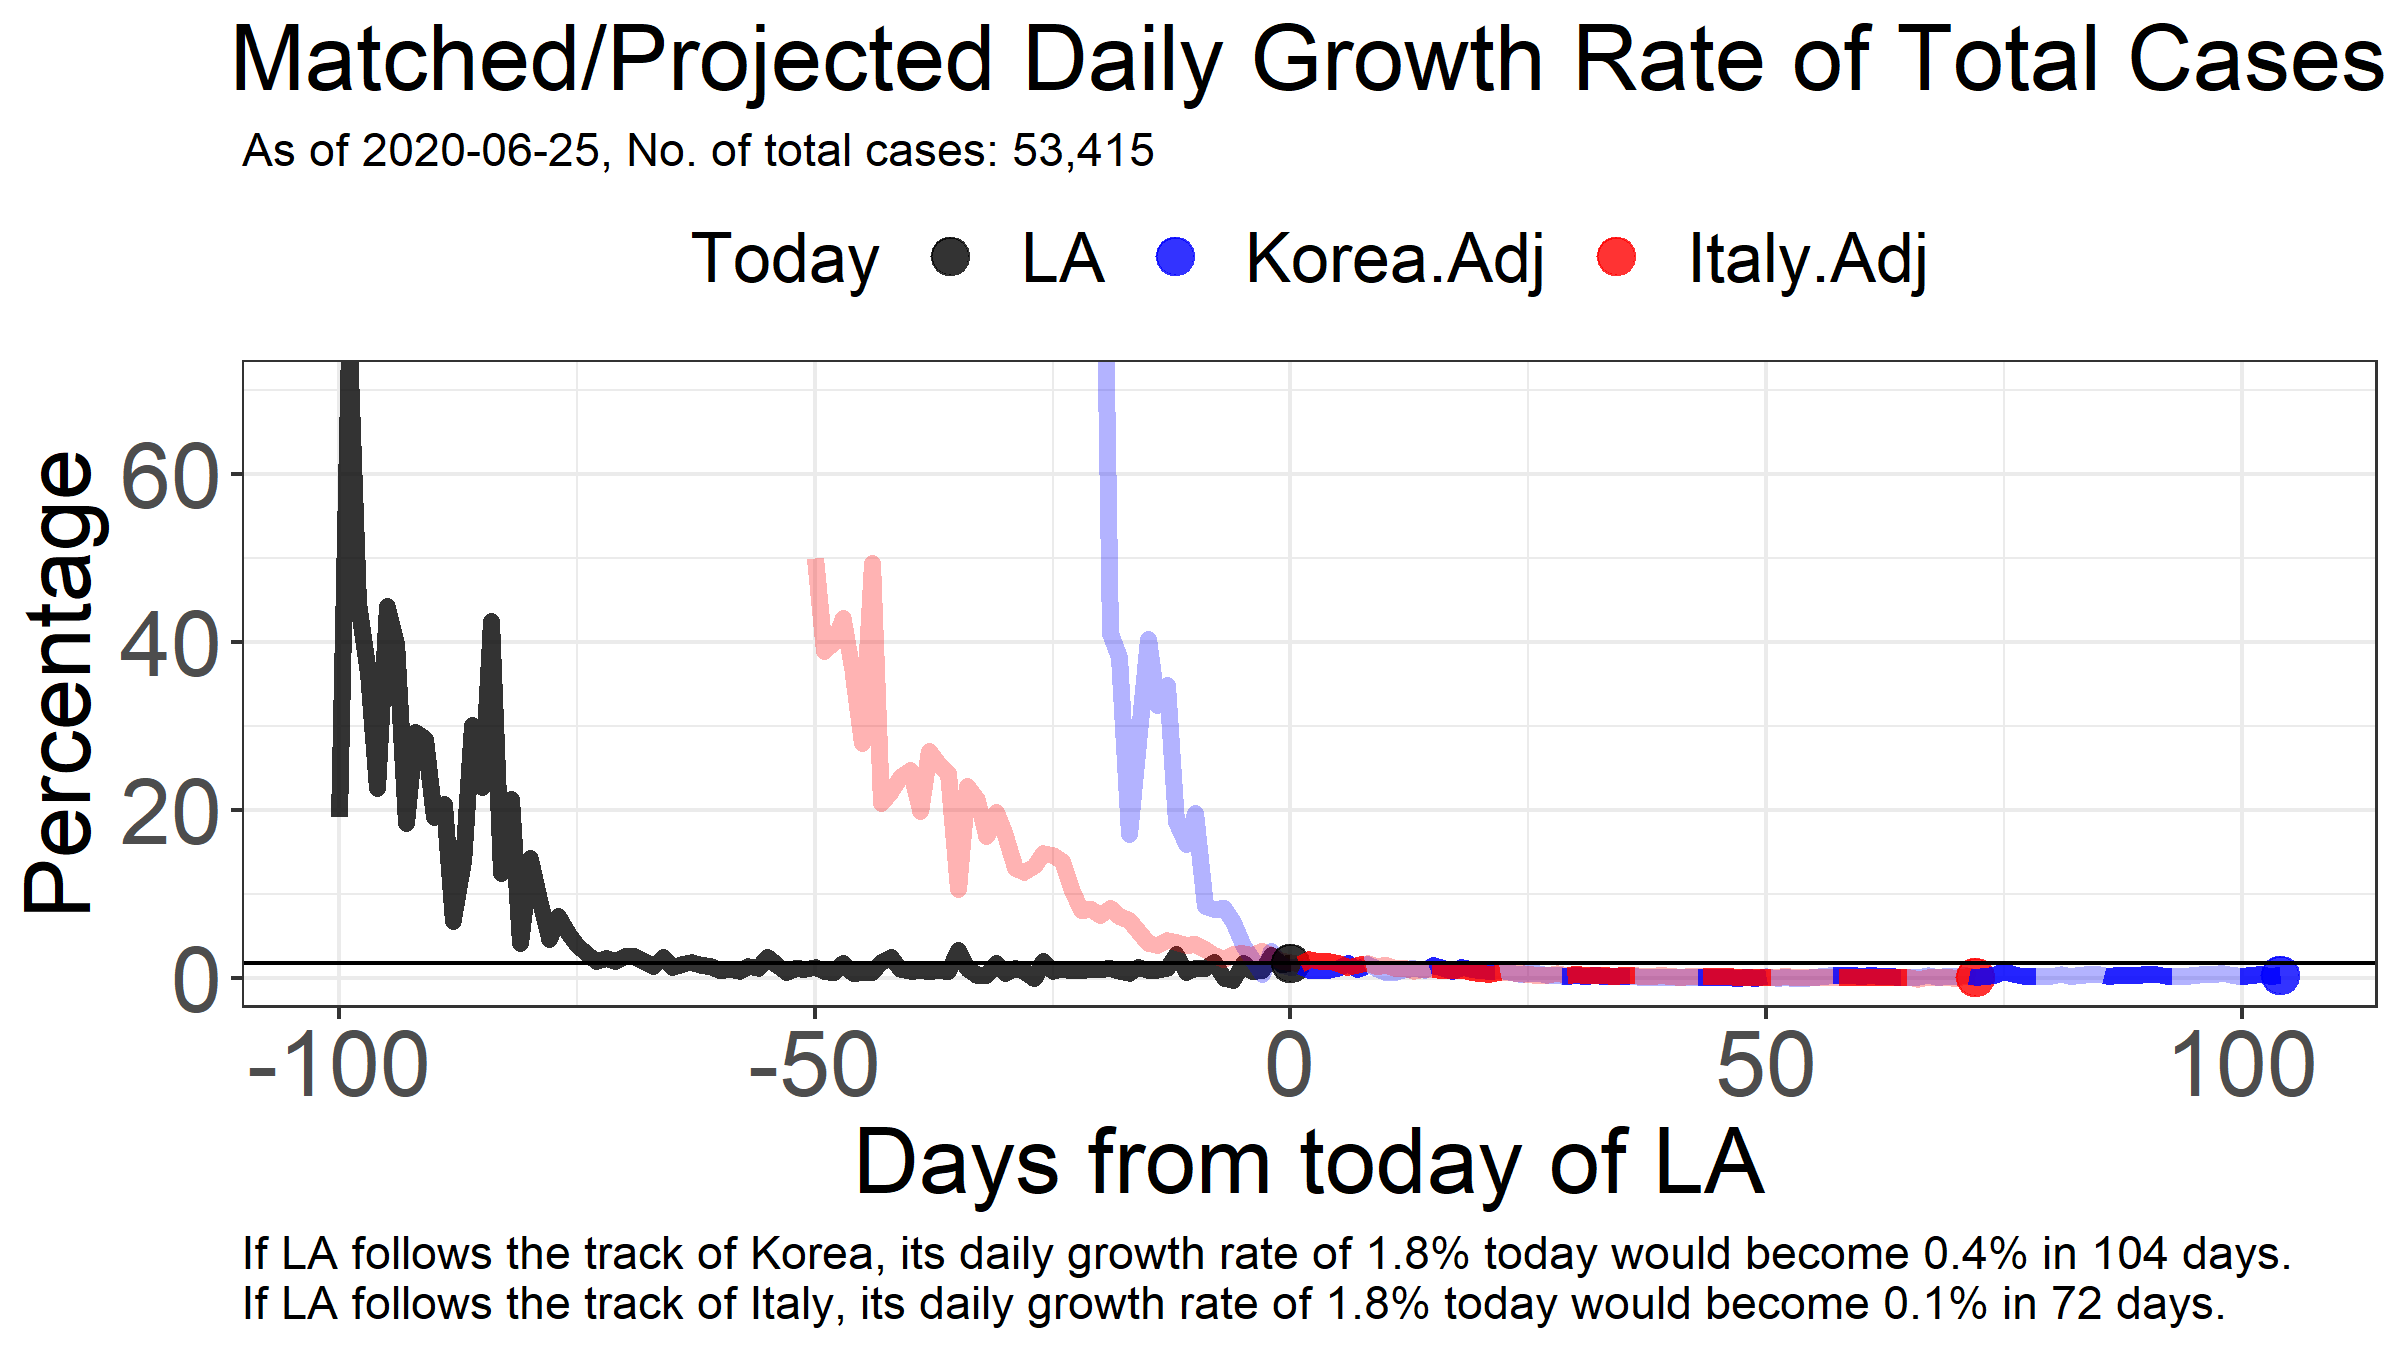 Matched/Projected Daily Growth Rate of Total Cases
As of 2020-06-25, No. of total cases: 53,415
Today LA Korea.Adj Italy.Adj
Percentage
60
40
20
0
-100 -50 0 50 100
Days from today of LA
If LA follows the track of Korea, its daily growth rate of 1.8% today would become 0.4% in 104 days.
If LA follows the track of Italy, its daily growth rate of 1.8% today would become 0.1% in 72 days.